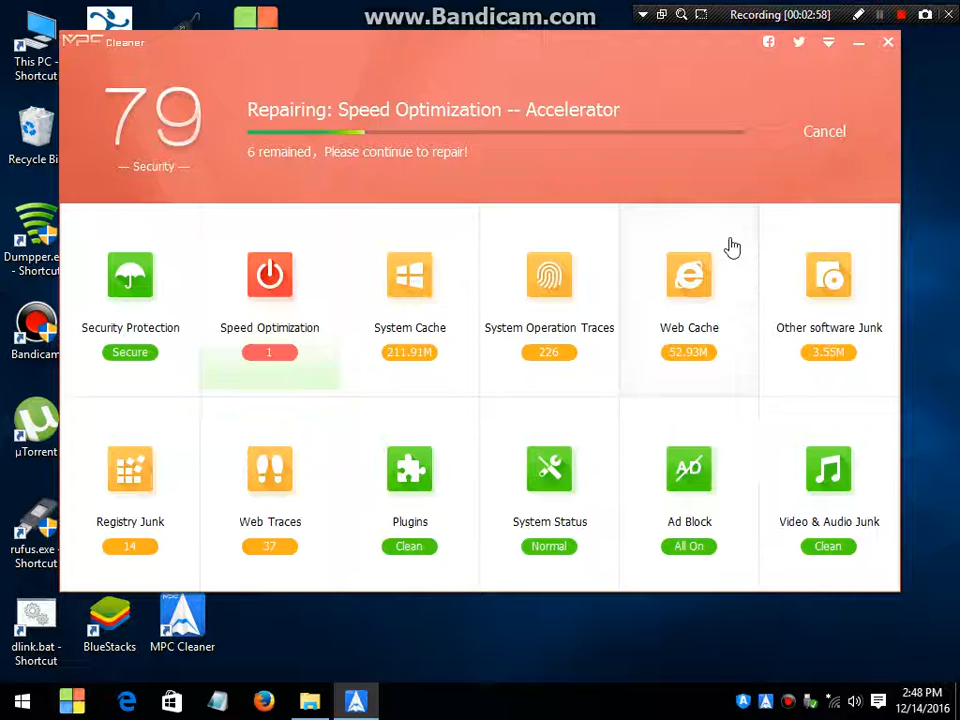 www.Bandicam.com
Recording [00:02:58]
This PC - Shortcut
Recycle Bi
Dumpper.e - Shortcut
Bandicam
µTorrent
rufus.exe - Shortcut
dlink.bat - Shortcut
BlueStacks
MPC Cleaner
MPC Cleaner
79
— Security —
Repairing: Speed Optimization -- Accelerator
6 remained, Please continue to repair!
Cancel
Security Protection
Secure
Speed Optimization
1
System Cache
211.91M
System Operation Traces
226
Web Cache
52.93M
Other software Junk
3.55M
Registry Junk
14
Web Traces
37
Plugins
Clean
System Status
Normal
AD
Ad Block
All On
Video & Audio Junk
Clean
2:48 PM
12/14/2016